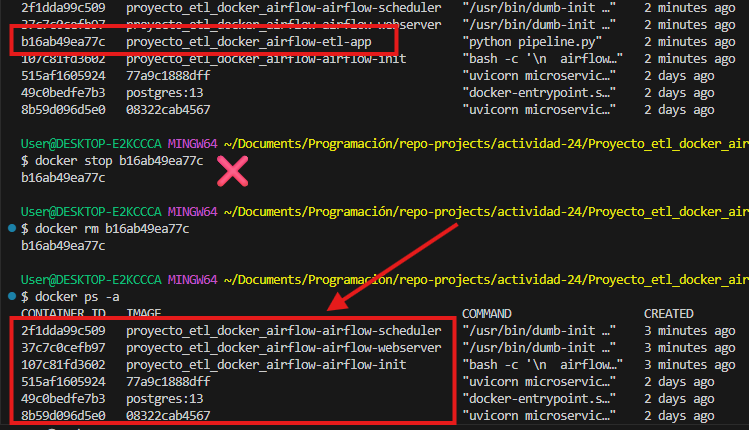 2f1dda99c509 proyecto_etl_docker_airflow-airflow-scheduler "/usr/bin/dumb-init …" 2 minutes ago
37c7c0cefb97 proyecto_etl_docker_airflow-airflow-webserver "/usr/bin/dumb-init …" 2 minutes ago
b16ab49ea77c proyecto_etl_docker_airflow-etl-app "python pipeline.py" 2 minutes ago
107c81fd3602 proyecto_etl_docker_airflow-airflow-init "bash -c '\n airflow…" 2 minutes ago
515af1605924 77a9c1888dff "uvicorn microservic…" 2 days ago
49c0bedfe7b3 postgres:13 "docker-entrypoint.s…" 2 days ago
8b59d096d5e0 08322cab4567 "uvicorn microservic…" 2 days ago
User@DESKTOP-E2KCCCA MINGW64 ~/Documents/Programación/repo-projects/actividad-24/Proyecto_etl_docker_airflow
$ docker stop b16ab49ea77c
b16ab49ea77c
User@DESKTOP-E2KCCCA MINGW64 ~/Documents/Programación/repo-projects/actividad-24/Proyecto_etl_docker_air
$ docker rm b16ab49ea77c
b16ab49ea77c
User@DESKTOP-E2KCCCA MINGW64 ~/Documents/Programación/repo-projects/actividad-24/Proyecto_etl_docker_air
$ docker ps -a
CONTAINER ID IMAGE COMMAND CREATED
2f1dda99c509 proyecto_etl_docker_airflow-airflow-scheduler "/usr/bin/dumb-init …" 3 minutes ago
37c7c0cefb97 proyecto_etl_docker_airflow-airflow-webserver "/usr/bin/dumb-init …" 3 minutes ago
107c81fd3602 proyecto_etl_docker_airflow-airflow-init "bash -c '\n airflow…" 3 minutes ago
515af1605924 77a9c1888dff "uvicorn microservic…" 2 days ago
49c0bedfe7b3 postgres:13 "docker-entrypoint.s…" 2 days ago
8b59d096d5e0 08322cab4567 "uvicorn microservic…" 2 days ago